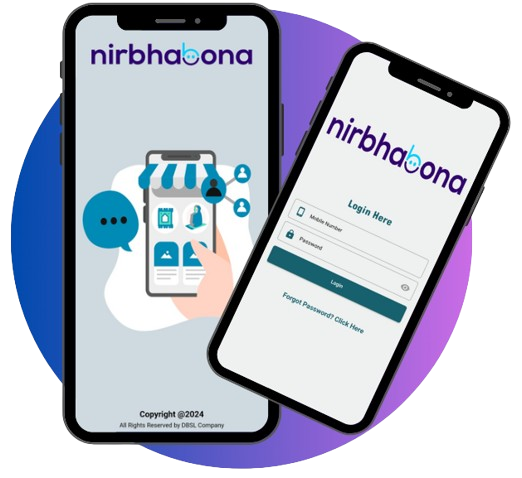 nirbhabona
Copyright @2024
All Rights Reserved by DBSL Company
nirbhabona
Login Here
Mobile Number
Password
Login
Forgot Password? Click Here